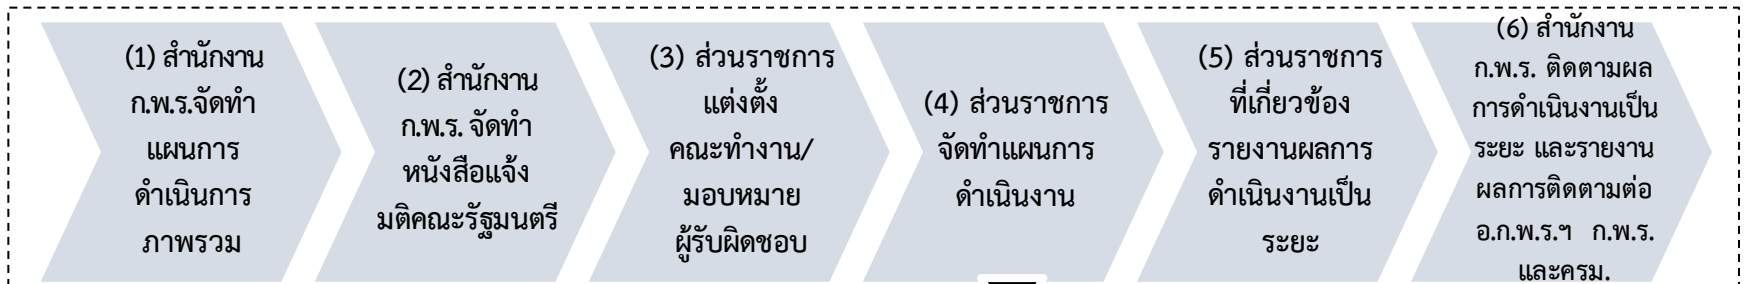 (1) สำนักงาน
ก.พ.ร.จัดทำ
แผนการ
ดำเนินการ
ภาพรวม
(2) สำนักงาน
ก.พ.ร. จัดทำ
หนังสือแจ้ง
มติคณะรัฐมนตรี
(3) ส่วนราชการ
แต่งตั้ง
คณะทำงาน/
มอบหมาย
ผู้รับผิดชอบ
(4) ส่วนราชการ
จัดทำแผนการ
ดำเนินงาน
(5) ส่วนราชการ
ที่เกี่ยวข้อง
รายงานผลการ
ดำเนินงานเป็น
ระยะ
(6) สำนักงาน
ก.พ.ร. ติดตามผล
การดำเนินงานเป็น
ระยะ และรายงาน
ผลการติดตามต่อ
อ.ก.พ.ร.ฯ ก.พ.ร.
และครม.